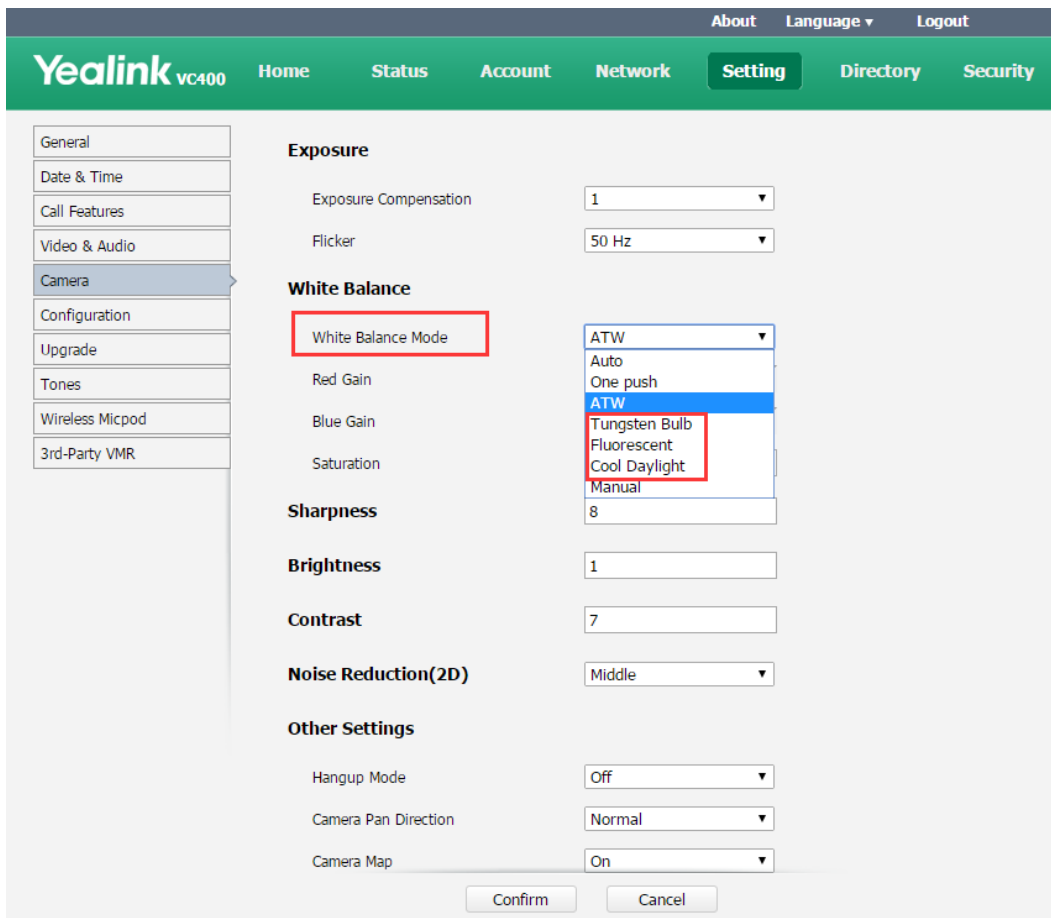 About Language ▾ Logout
Yealink VC400 Home Status Account Network Setting Directory Security
General
Date & Time
Call Features
Video & Audio
Camera
Configuration
Upgrade
Tones
Wireless Micpod
3rd-Party VMR
Exposure
Exposure Compensation 1
Flicker 50 Hz
White Balance
White Balance Mode ATW
Auto
One push
ATW
Tungsten Bulb
Fluorescent
Cool Daylight
Manual
Red Gain
Blue Gain
Saturation
Sharpness 8
Brightness 1
Contrast 7
Noise Reduction(2D) Middle
Other Settings
Hangup Mode Off
Camera Pan Direction Normal
Camera Map On
Confirm Cancel